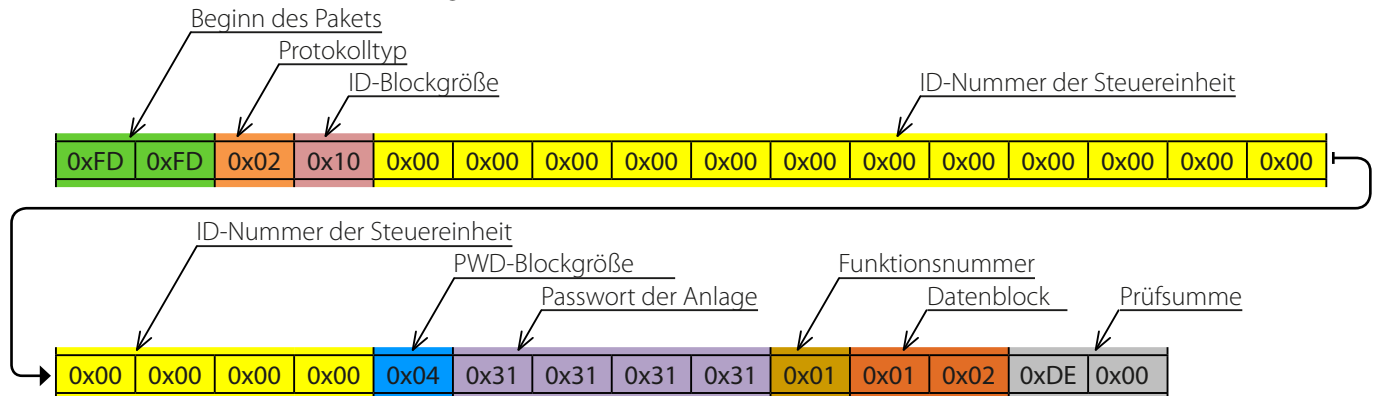 Beginn des Pakets
Protokolltyp
ID-Blockgröße
ID-Nummer der Steuereinheit
0xFD 0xFD 0x02 0x10 0x00 0x00 0x00 0x00 0x00 0x00 0x00 0x00 0x00 0x00 0x00 0x00
ID-Nummer der Steuereinheit
PWD-Blockgröße
Funktionsnummer
Passwort der Anlage
Datenblock
Prüfsumme
0x00 0x00 0x00 0x00 0x04 0x31 0x31 0x31 0x31 0x01 0x01 0x02 0xDE 0x00